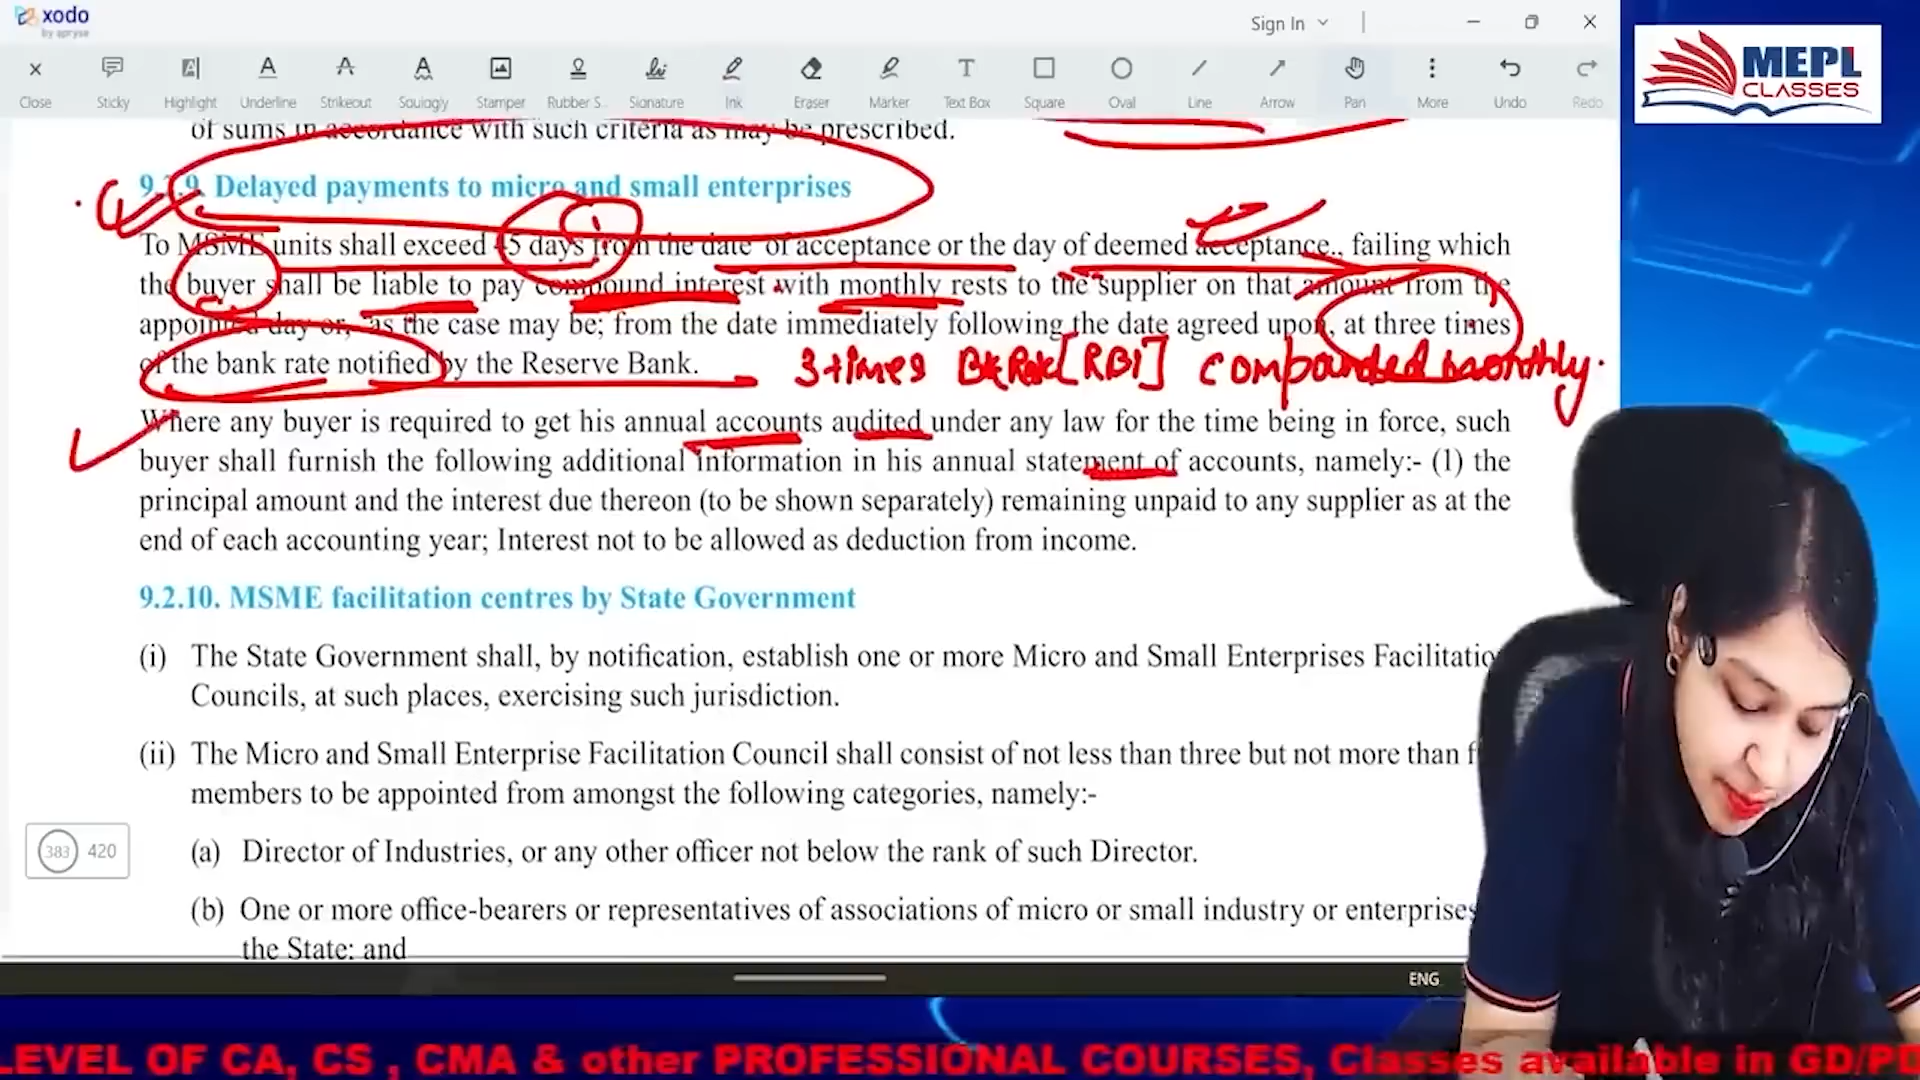 xodo
by apryse
Sign In
MEPL
CLASSES
Close Sticky Highlight Underline Strikeout Squiggly Stamper Rubber S... Signature Ink Eraser Marker Text Box Square Oval Line Arrow Pan More Undo Redo
of sums in accordance with such criteria as may be prescribed.
9.2.9. Delayed payments to micro and small enterprises
To MSME units shall exceed 45 days from the date of acceptance or the day of deemed acceptance., failing which
the buyer shall be liable to pay compound interest with monthly rests to the supplier on that amount from the
appointed day or, as the case may be; from the date immediately following the date agreed upon, at three times
of the bank rate notified by the Reserve Bank.
3 times Bk Rate [RBI] compounded monthly.
Where any buyer is required to get his annual accounts audited under any law for the time being in force, such
buyer shall furnish the following additional information in his annual statement of accounts, namely:- (1) the
principal amount and the interest due thereon (to be shown separately) remaining unpaid to any supplier as at the
end of each accounting year; Interest not to be allowed as deduction from income.
9.2.10. MSME facilitation centres by State Government
(i) The State Government shall, by notification, establish one or more Micro and Small Enterprises Facilitatio
Councils, at such places, exercising such jurisdiction.
(ii) The Micro and Small Enterprise Facilitation Council shall consist of not less than three but not more than f
members to be appointed from amongst the following categories, namely:-
(a) Director of Industries, or any other officer not below the rank of such Director.
383 420
(b) One or more office-bearers or representatives of associations of micro or small industry or enterprises
the State; and
ENG
LEVEL OF CA, CS , CMA & other PROFESSIONAL COURSES, Classes available in GD/PD